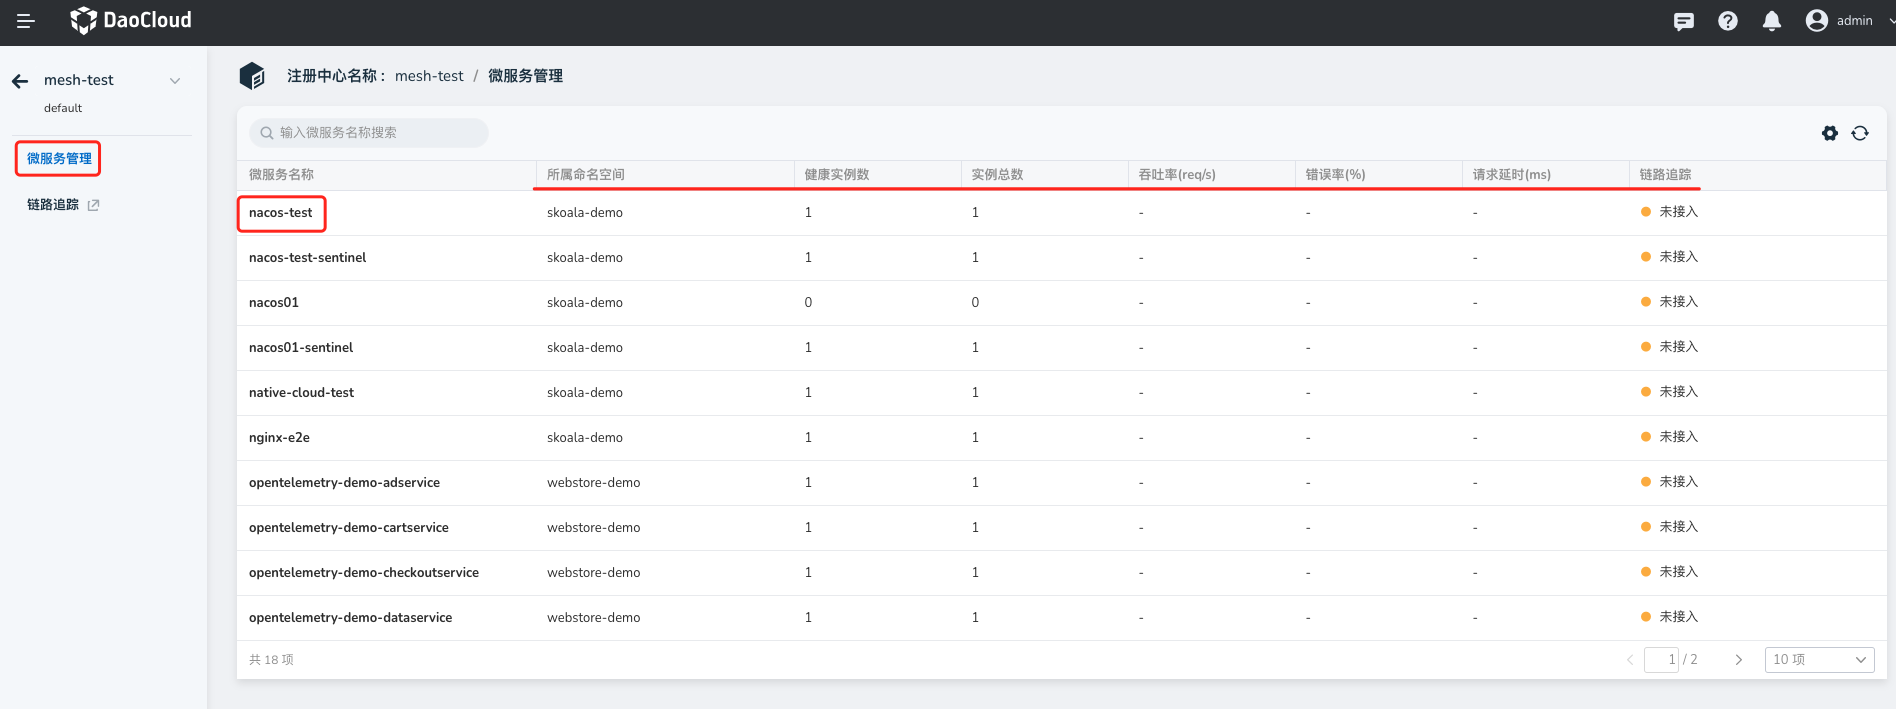 DaoCloud
admin
mesh-test
default
微服务管理
链路追踪
注册中心名称： mesh-test / 微服务管理
输入微服务名称搜索
微服务名称 所属命名空间 健康实例数 实例总数 吞吐率(req/s) 错误率(%) 请求延时(ms) 链路追踪
nacos-test skoala-demo 1 1 - - - 未接入
nacos-test-sentinel skoala-demo 1 1 - - - 未接入
nacos01 skoala-demo 0 0 - - - 未接入
nacos01-sentinel skoala-demo 1 1 - - - 未接入
native-cloud-test skoala-demo 1 1 - - - 未接入
nginx-e2e skoala-demo 1 1 - - - 未接入
opentelemetry-demo-adservice webstore-demo 1 1 - - - 未接入
opentelemetry-demo-cartservice webstore-demo 1 1 - - - 未接入
opentelemetry-demo-checkoutservice webstore-demo 1 1 - - - 未接入
opentelemetry-demo-dataservice webstore-demo 1 1 - - - 未接入
共 18 项 1 / 2 10 项